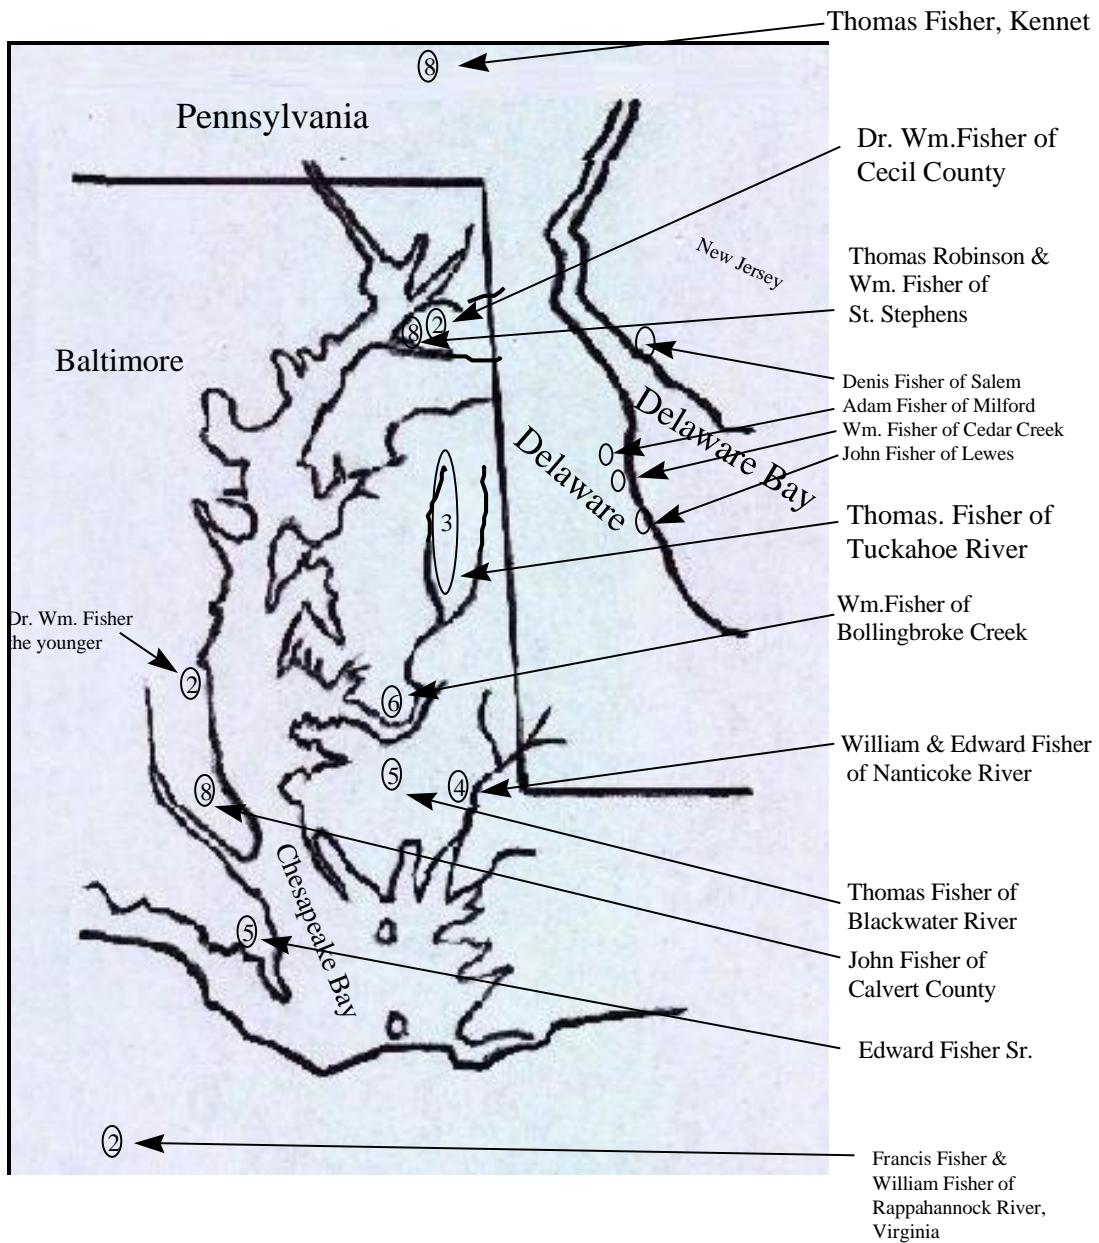 Thomas Fisher, Kennet
8
Pennsylvania
Dr. Wm.Fisher of
Cecil County
New Jersey
Thomas Robinson &
Wm. Fisher of
St. Stephens
2
8
Baltimore
Denis Fisher of Salem
Adam Fisher of Milford
Wm. Fisher of Cedar Creek
John Fisher of Lewes
Delaware Bay
Delaware
3
Thomas. Fisher of
Tuckahoe River
Wm.Fisher of
Bollingbroke Creek
Dr. Wm. Fisher
the younger
2
6
William & Edward Fisher
of Nanticoke River
5
4
8
Chesapeake Bay
Thomas Fisher of
Blackwater River
5
John Fisher of
Calvert County
Edward Fisher Sr.
2
Francis Fisher &
William Fisher of
Rappahannock River,
Virginia